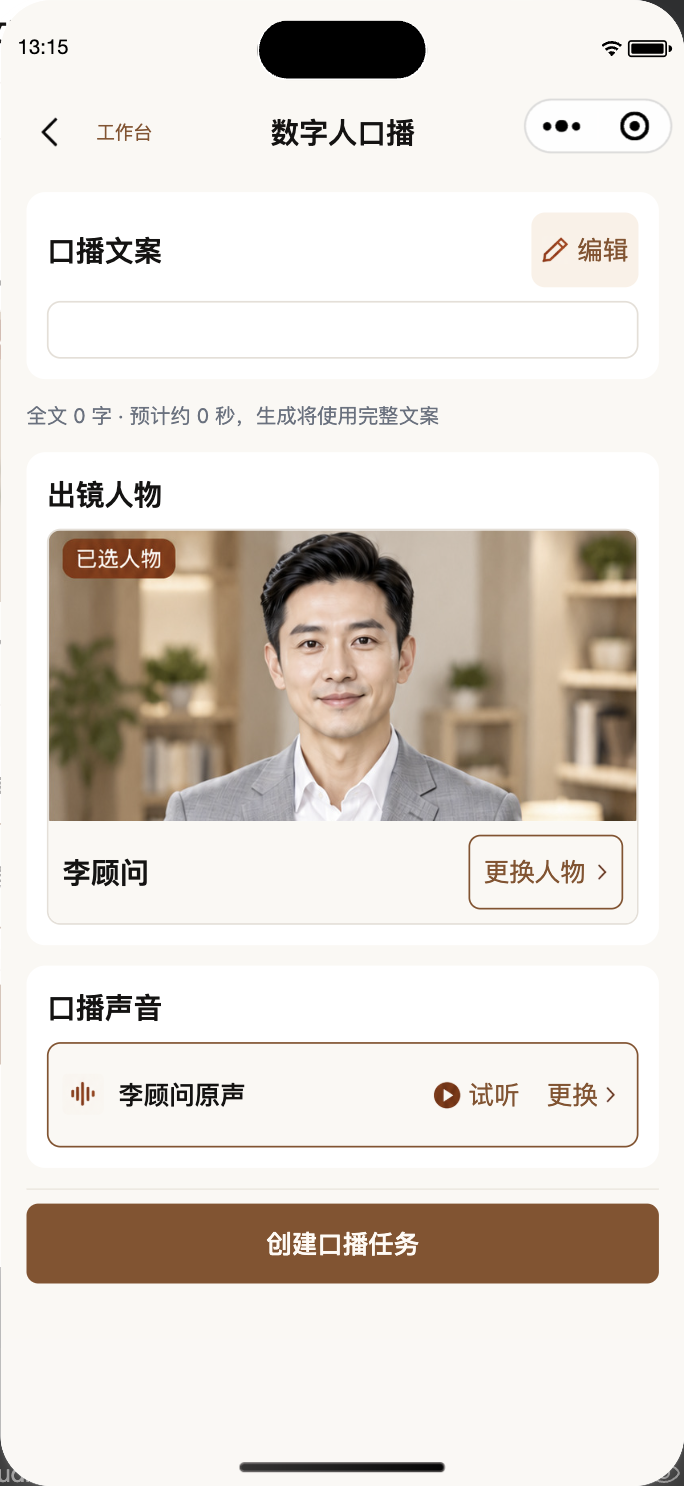 13:15
工作台
数字人口播
口播文案
编辑
全文 0 字 · 预计约 0 秒，生成将使用完整文案
出镜人物
已选人物
李顾问
更换人物
口播声音
李顾问原声
试听
更换
创建口播任务